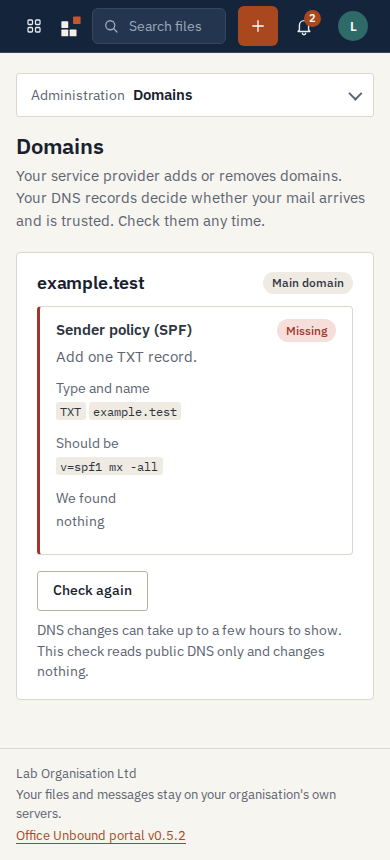 Search files
2
L
Administration Domains
Domains
Your service provider adds or removes domains.
Your DNS records decide whether your mail arrives
and is trusted. Check them any time.
example.test
Main domain
Sender policy (SPF)
Missing
Add one TXT record.
Type and name
TXT example.test
Should be
v=spf1 mx -all
We found
nothing
Check again
DNS changes can take up to a few hours to show.
This check reads public DNS only and changes
nothing.
Lab Organisation Ltd
Your files and messages stay on your organisation's own
servers.
Office Unbound portal v0.5.2